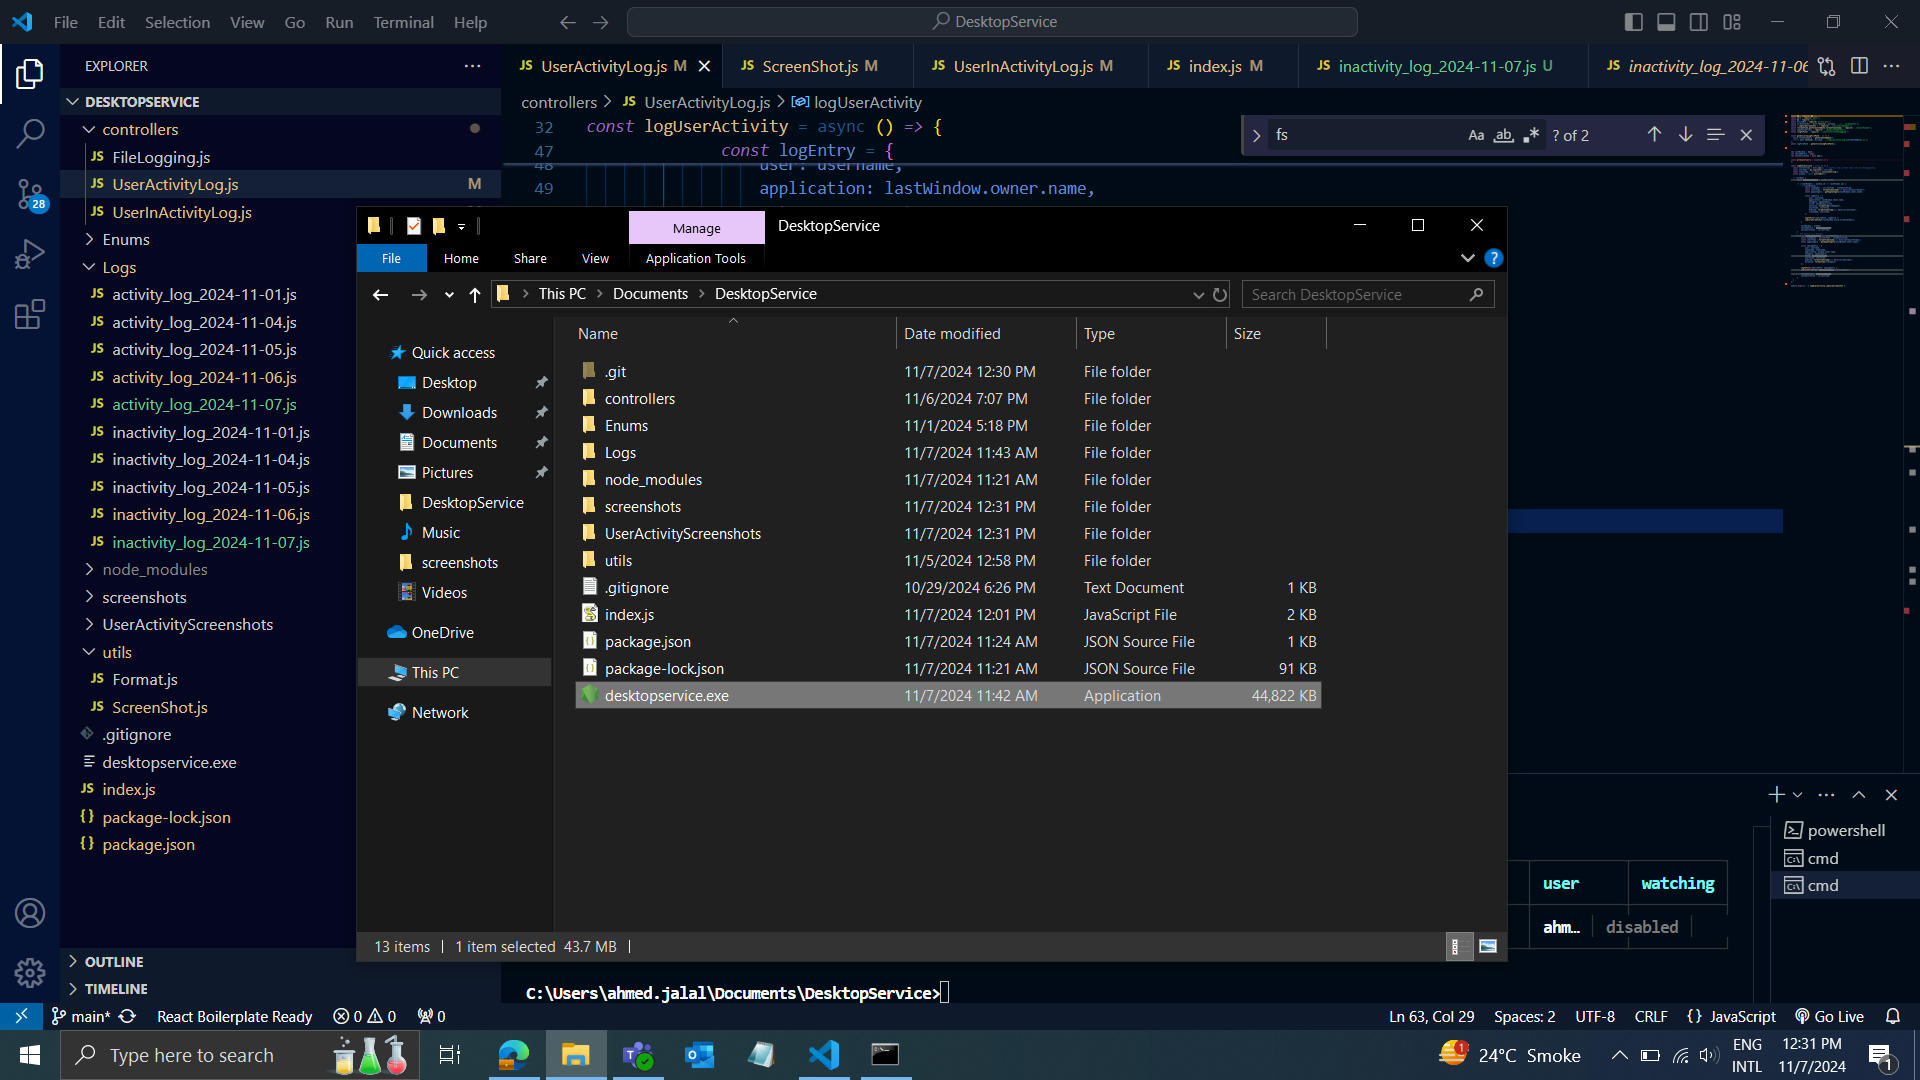 File Edit Selection View Go Run Terminal Help
DesktopService
EXPLORER
DESKTOPSERVICE
controllers
JS FileLogging.js
JS UserActivityLog.js M
JS UserInActivityLog.js
Enums
Logs
JS activity_log_2024-11-01.js
JS activity_log_2024-11-04.js
JS activity_log_2024-11-05.js
JS activity_log_2024-11-06.js
JS activity_log_2024-11-07.js
JS inactivity_log_2024-11-01.js
JS inactivity_log_2024-11-04.js
JS inactivity_log_2024-11-05.js
JS inactivity_log_2024-11-06.js
JS inactivity_log_2024-11-07.js
node_modules
screenshots
UserActivityScreenshots
utils
JS Format.js
JS ScreenShot.js
.gitignore
desktopservice.exe
JS index.js
{} package-lock.json
{} package.json
OUTLINE
TIMELINE
28
JS UserActivityLog.js M
JS ScreenShot.js M
JS UserInActivityLog.js M
JS index.js M
JS inactivity_log_2024-11-07.js U
JS inactivity_log_2024-11-06
controllers > JS UserActivityLog.js > logUserActivity
32 const logUserActivity = async () => {
47 const logEntry = {
48 user: username,
49 application: lastWindow.owner.name,
fs Aa ab ? of 2
Manage DesktopService
File Home Share View Application Tools
This PC > Documents > DesktopService
Search DesktopService
Quick access
Desktop
Downloads
Documents
Pictures
DesktopService
Music
screenshots
Videos
OneDrive
This PC
Network
Name Date modified Type Size
.git 11/7/2024 12:30 PM File folder
controllers 11/6/2024 7:07 PM File folder
Enums 11/1/2024 5:18 PM File folder
Logs 11/7/2024 11:43 AM File folder
node_modules 11/7/2024 11:21 AM File folder
screenshots 11/7/2024 12:31 PM File folder
UserActivityScreenshots 11/7/2024 12:31 PM File folder
utils 11/5/2024 12:58 PM File folder
.gitignore 10/29/2024 6:26 PM Text Document 1 KB
index.js 11/7/2024 12:01 PM JavaScript File 2 KB
package.json 11/7/2024 11:24 AM JSON Source File 1 KB
package-lock.json 11/7/2024 11:21 AM JSON Source File 91 KB
desktopservice.exe 11/7/2024 11:42 AM Application 44,822 KB
13 items 1 item selected 43.7 MB
powershell
cmd
cmd
user watching
ahm… disabled
C:\Users\ahmed.jalal\Documents\DesktopService>
main* React Boilerplate Ready 0 0 0
Ln 63, Col 29 Spaces: 2 UTF-8 CRLF {} JavaScript Go Live
Type here to search
1 24°C Smoke
ENG
INTL
12:31 PM
11/7/2024
1